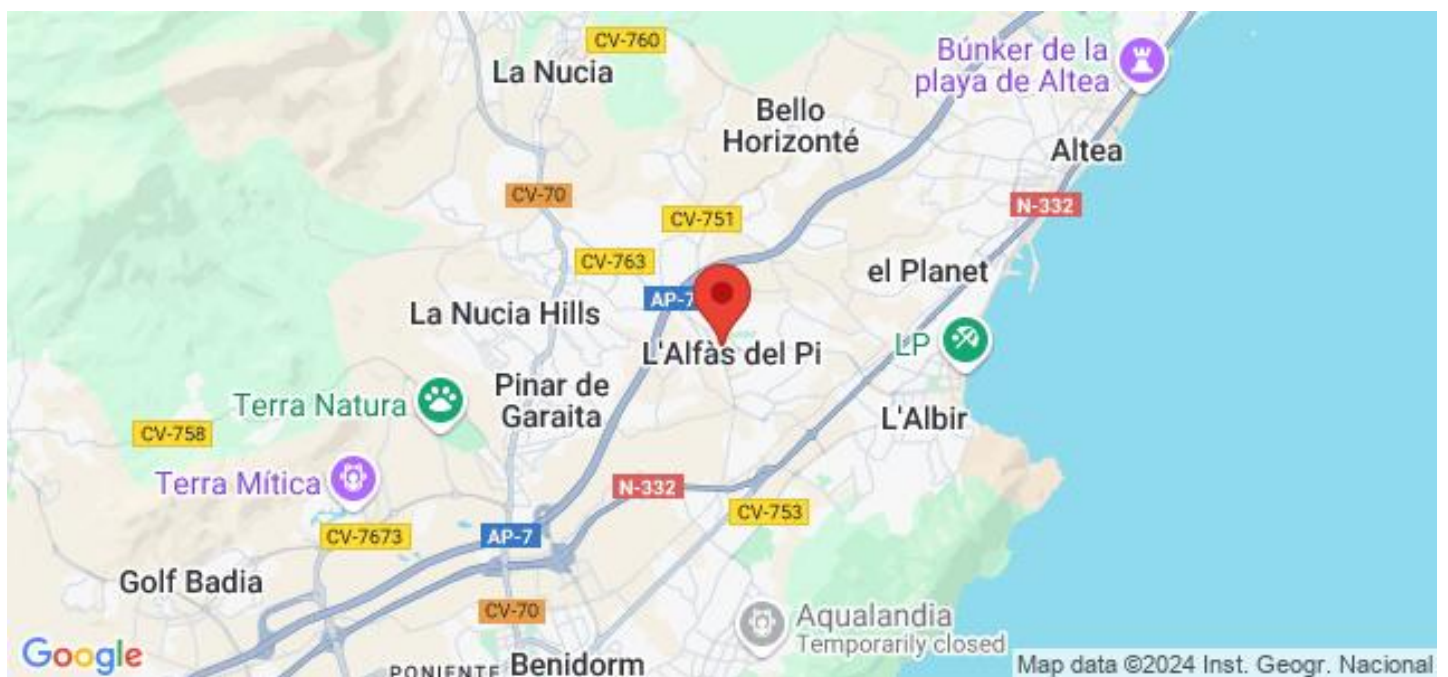 CV-760
La Nucia
Búnker de la
playa de Altea
Bello
Horizonté
Altea
CV-70
CV-751
N-332
CV-763
el Planet
AP-7
La Nucia Hills
LP
L'Alfàs del Pi
Pinar de
Garaita
Terra Natura
L'Albir
CV-758
Terra Mítica
N-332
CV-753
CV-7673
AP-7
Golf Badia
CV-70
Aqualandia
Temporarily closed
Google
PONIENTE
Benidorm
Map data ©2024 Inst. Geogr. Nacional